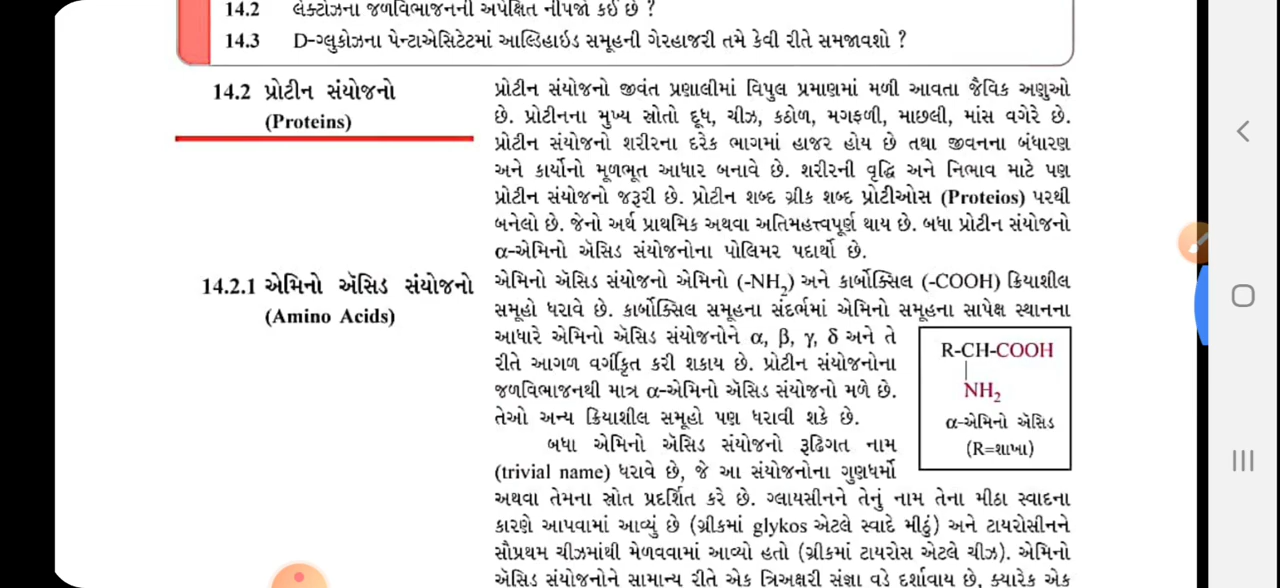 14.2 લેક્ટોઝના જળવિભાજનની અપેક્ષિત નીપજો કઈ છે ?
14.3 D-ગ્લુકોઝના પેન્ટાએસિટેટમાં આલ્ડિહાઇડ સમૂહની ગેરહાજરી તમે કેવી રીતે સમજાવશો ?
14.2 પ્રોટીન સંયોજનો
(Proteins)
પ્રોટીન સંયોજનો જીવંત પ્રણાલીમાં વિપુલ પ્રમાણમાં મળી આવતા જૈવિક અણુઓ
છે. પ્રોટીનના મુખ્ય સ્રોતો દૂધ, ચીઝ, કઠોળ, મગફળી, માછલી, માંસ વગેરે છે.
પ્રોટીન સંયોજનો શરીરના દરેક ભાગમાં હાજર હોય છે તથા જીવનના બંધારણ
અને કાર્યોનો મૂળભૂત આધાર બનાવે છે. શરીરની વૃદ્ધિ અને નિભાવ માટે પણ
પ્રોટીન સંયોજનો જરૂરી છે. પ્રોટીન શબ્દ ગ્રીક શબ્દ પ્રોટીઓસ (Proteios) પરથી
બનેલો છે. જેનો અર્થ પ્રાથમિક અથવા અતિમહત્ત્વપૂર્ણ થાય છે. બધા પ્રોટીન સંયોજનો
α-એમિનો ઍસિડ સંયોજનોના પોલિમર પદાર્થો છે.
14.2.1 એમિનો ઍસિડ સંયોજનો
(Amino Acids)
એમિનો ઍસિડ સંયોજનો એમિનો (-NH₂) અને કાર્બોક્સિલ (-COOH) ક્રિયાશીલ
સમૂહો ધરાવે છે. કાર્બોક્સિલ સમૂહના સંદર્ભમાં એમિનો સમૂહના સાપેક્ષ સ્થાનના
આધારે એમિનો ઍસિડ સંયોજનોને α, β, γ, δ અને તે
રીતે આગળ વર્ગીકૃત કરી શકાય છે. પ્રોટીન સંયોજનોના
જળવિભાજનથી માત્ર α-એમિનો ઍસિડ સંયોજનો મળે છે.
તેઓ અન્ય ક્રિયાશીલ સમૂહો પણ ધરાવી શકે છે.
R-CH-COOH
|
NH₂
α-એમિનો ઍસિડ
(R=શાખા)
બધા એમિનો ઍસિડ સંયોજનો રૂઢિગત નામ
(trivial name) ધરાવે છે, જે આ સંયોજનોના ગુણધર્મો
અથવા તેમના સ્રોત પ્રદર્શિત કરે છે. ગ્લાયસીનને તેનું નામ તેના મીઠા સ્વાદના
કારણે આપવામાં આવ્યું છે (ગ્રીકમાં glykos એટલે સ્વાદે મીઠું) અને ટાયરોસીનને
સૌપ્રથમ ચીઝમાંથી મેળવવામાં આવ્યો હતો (ગ્રીકમાં ટાયરોસ એટલે ચીઝ). એમિનો
ઍસિડ સંયોજનોને સામાન્ય રીતે એક ત્રિઅક્ષરી સંજ્ઞા વડે દર્શાવાય છે, ક્યારેક એક